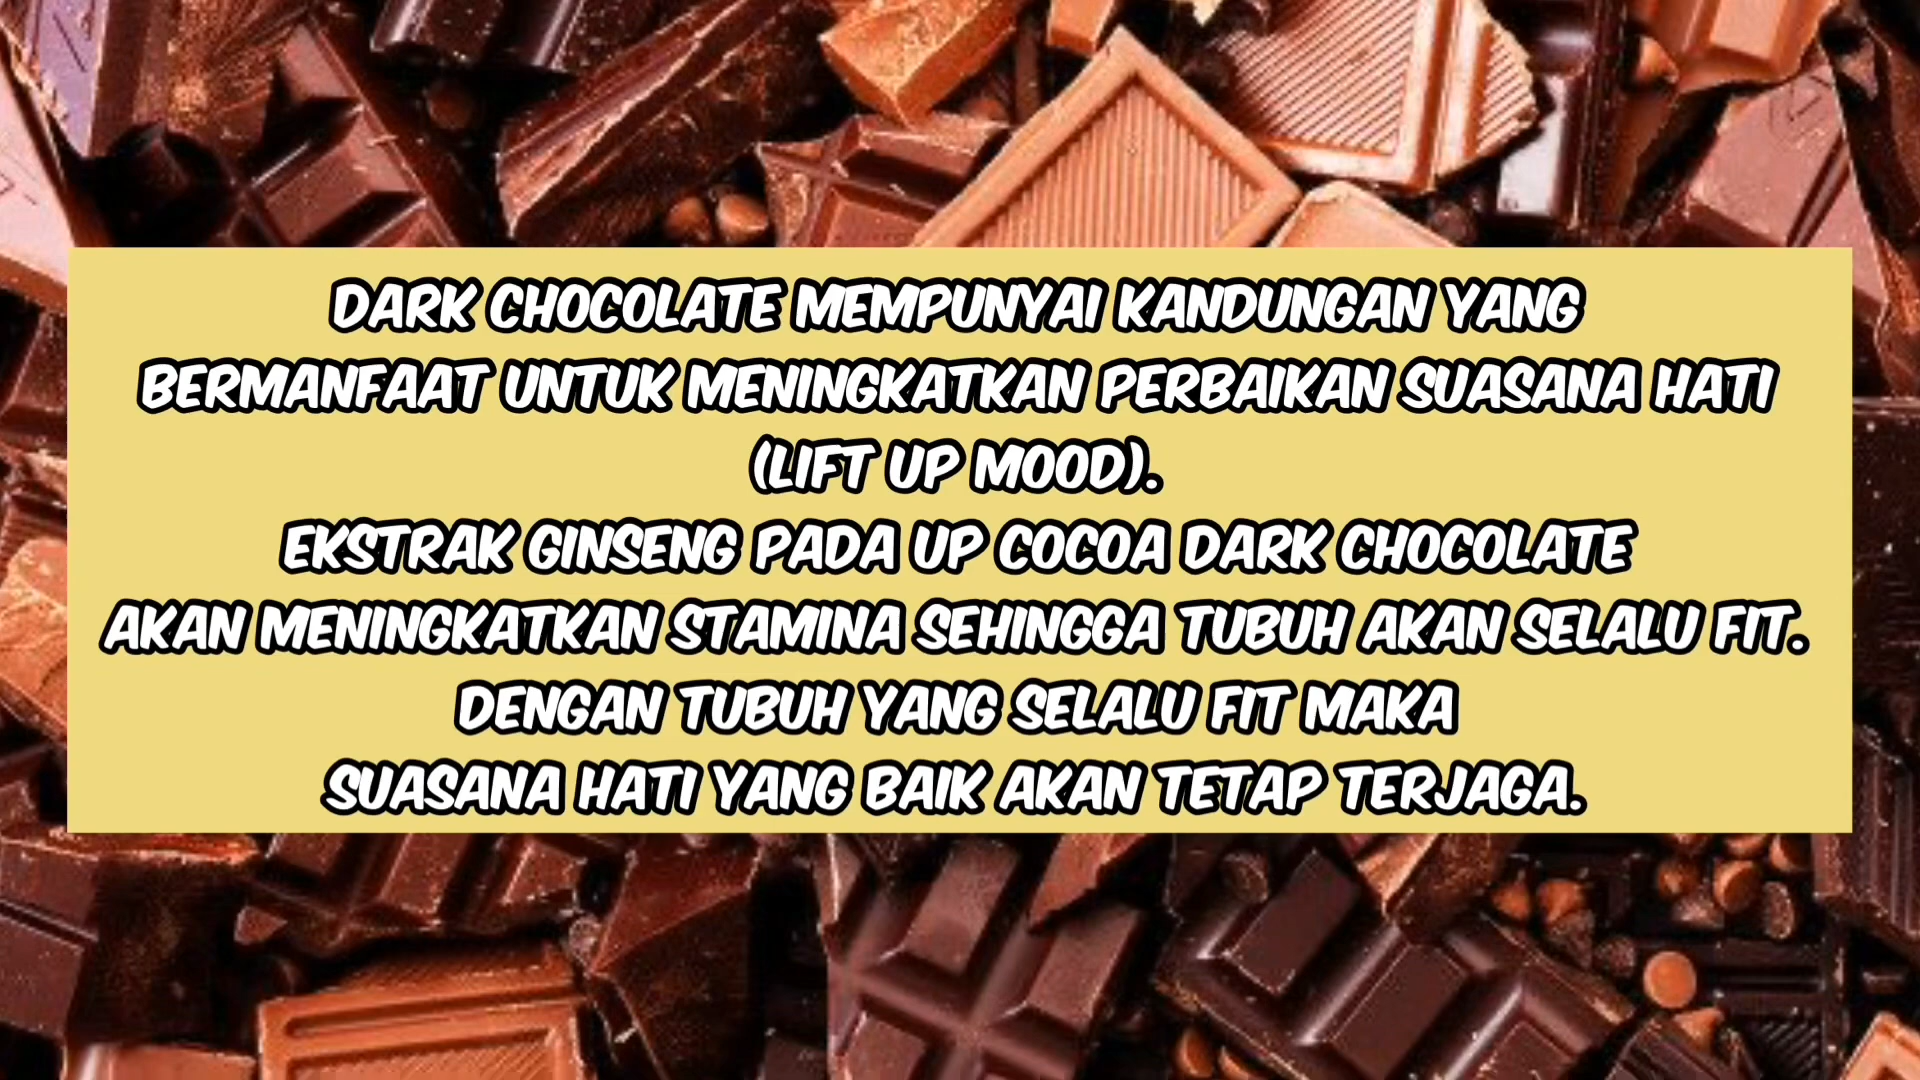 DARK CHOCOLATE MEMPUNYAI KANDUNGAN YANG
BERMANFAAT UNTUK MENINGKATKAN PERBAIKAN SUASANA HATI
(LIFT UP MOOD).
EKSTRAK GINSENG PADA UP COCOA DARK CHOCOLATE
AKAN MENINGKATKAN STAMINA SEHINGGA TUBUH AKAN SELALU FIT.
DENGAN TUBUH YANG SELALU FIT MAKA
SUASANA HATI YANG BAIK AKAN TETAP TERJAGA.